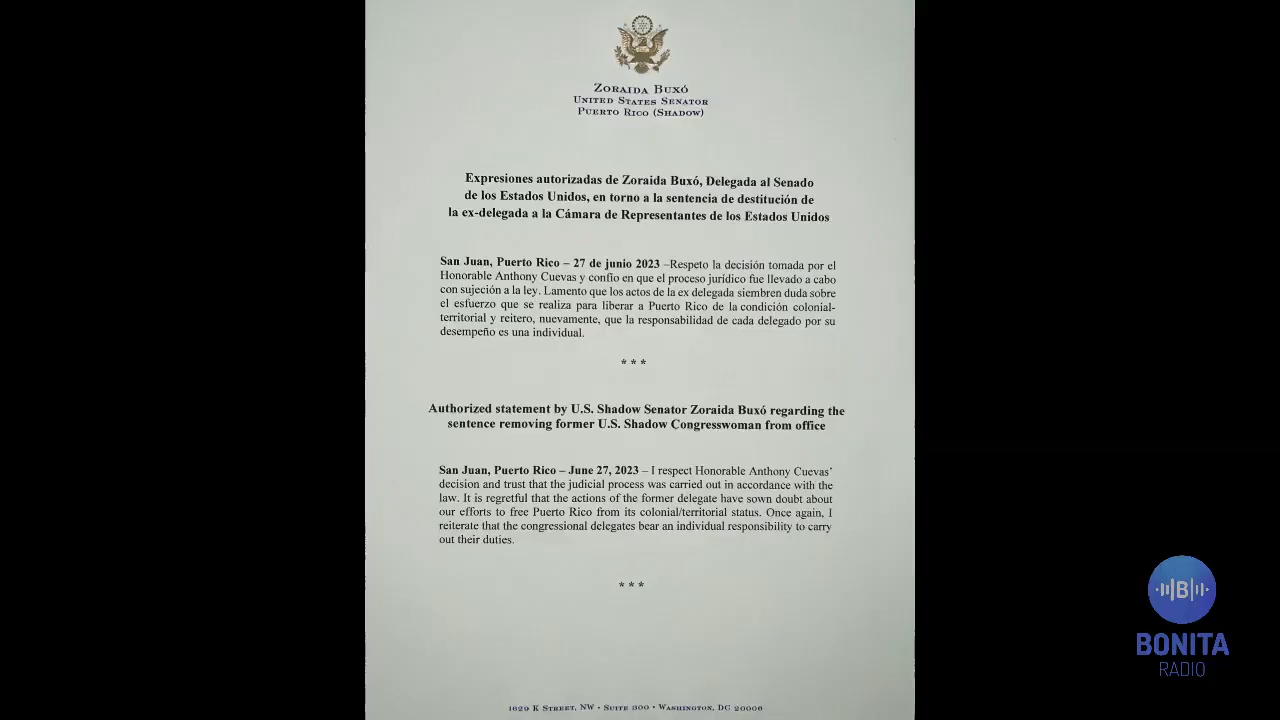 ZORAIDA BUXÓ
UNITED STATES SENATOR
PUERTO RICO (SHADOW)
Expresiones autorizadas de Zoraida Buxó, Delegada al Senado
de los Estados Unidos, en torno a la sentencia de destitución de
la ex-delegada a la Cámara de Representantes de los Estados Unidos
San Juan, Puerto Rico – 27 de junio 2023 –Respeto la decisión tomada por el
Honorable Anthony Cuevas y confío en que el proceso jurídico fue llevado a cabo
con sujeción a la ley. Lamento que los actos de la ex delegada siembren duda sobre
el esfuerzo que se realiza para liberar a Puerto Rico de la condición colonial-
territorial y reitero, nuevamente, que la responsabilidad de cada delegado por su
desempeño es una individual.
* * *
Authorized statement by U.S. Shadow Senator Zoraida Buxó regarding the
sentence removing former U.S. Shadow Congresswoman from office
San Juan, Puerto Rico – June 27, 2023 – I respect Honorable Anthony Cuevas'
decision and trust that the judicial process was carried out in accordance with the
law. It is regretful that the actions of the former delegate have sown doubt about
our efforts to free Puerto Rico from its colonial/territorial status. Once again, I
reiterate that the congressional delegates bear an individual responsibility to carry
out their duties.
* * *
1629 K STREET, NW • SUITE 300 • WASHINGTON, DC 20006
B
BONITA
RADIO